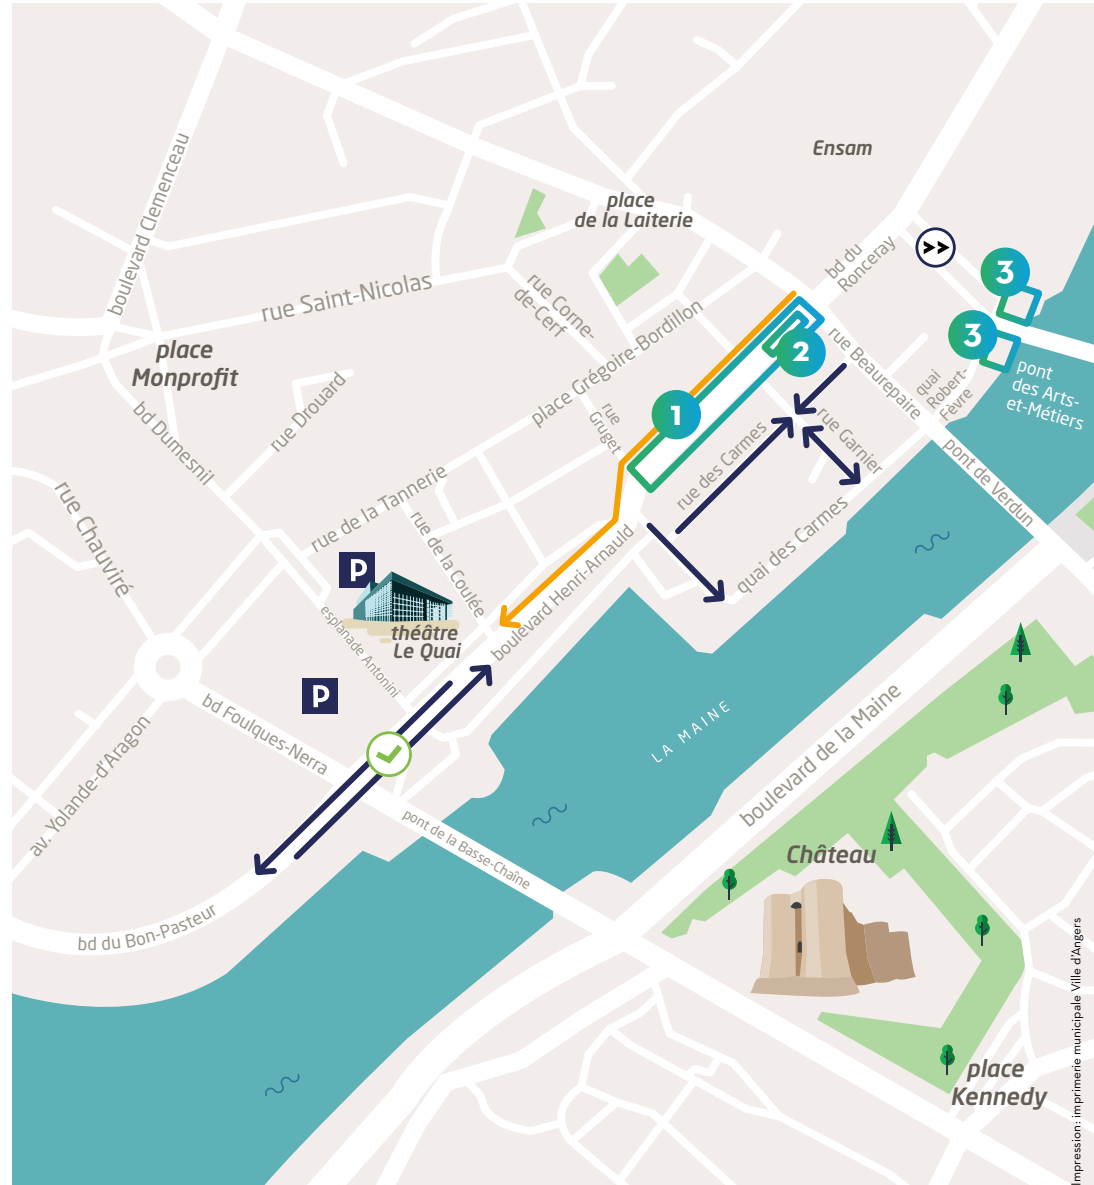 Ensam
place
de la Laiterie
boulevard Clemenceau
bd du
Ronceray
>>
3
rue Saint-Nicolas
rue Corne-
de-Cerf
place
Monprofit
place Grégoire-Bordillon
2
3
rue Beaurepaire
quai
Robert-
Fèvre
pont
des Arts-
et-Métiers
rue Drouard
bd Dumesnil
1
rue
Gruget
rue des Carmes
rue Garnier
pont de Verdun
rue Chauviré
rue de la Tannerie
rue de la Coulée
quai des Carmes
boulevard Henri-Arnauld
P
théâtre
Le Quai
esplanade Antonini
P
bd Foulques-Nerra
av. Yolande-d'Aragon
LA MAINE
boulevard de la Maine
pont de la Basse-Chaîne
Château
bd du Bon-Pasteur
place
Kennedy
Impression: imprimerie municipale Ville d'Angers